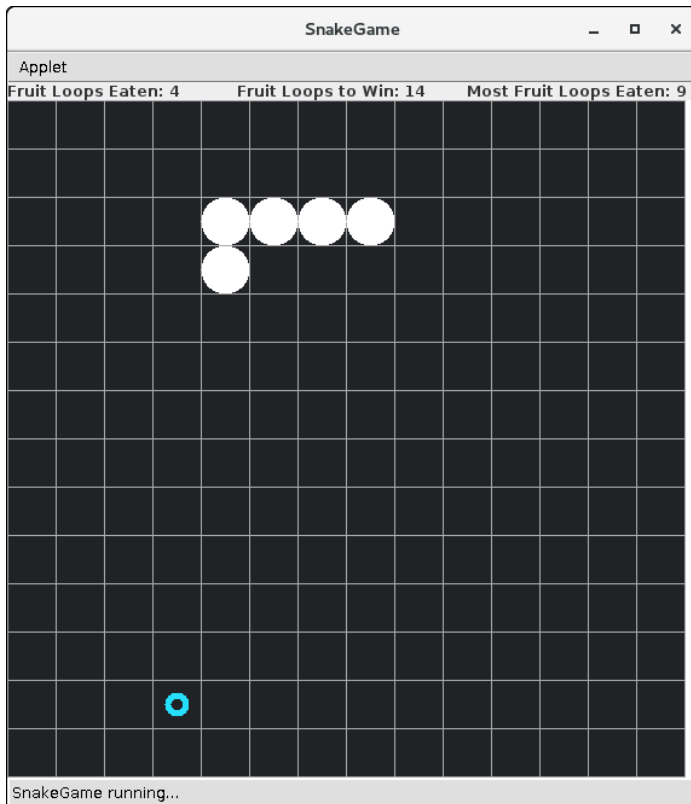 SnakeGame
Applet
Fruit Loops Eaten: 4 Fruit Loops to Win: 14 Most Fruit Loops Eaten: 9
SnakeGame running...